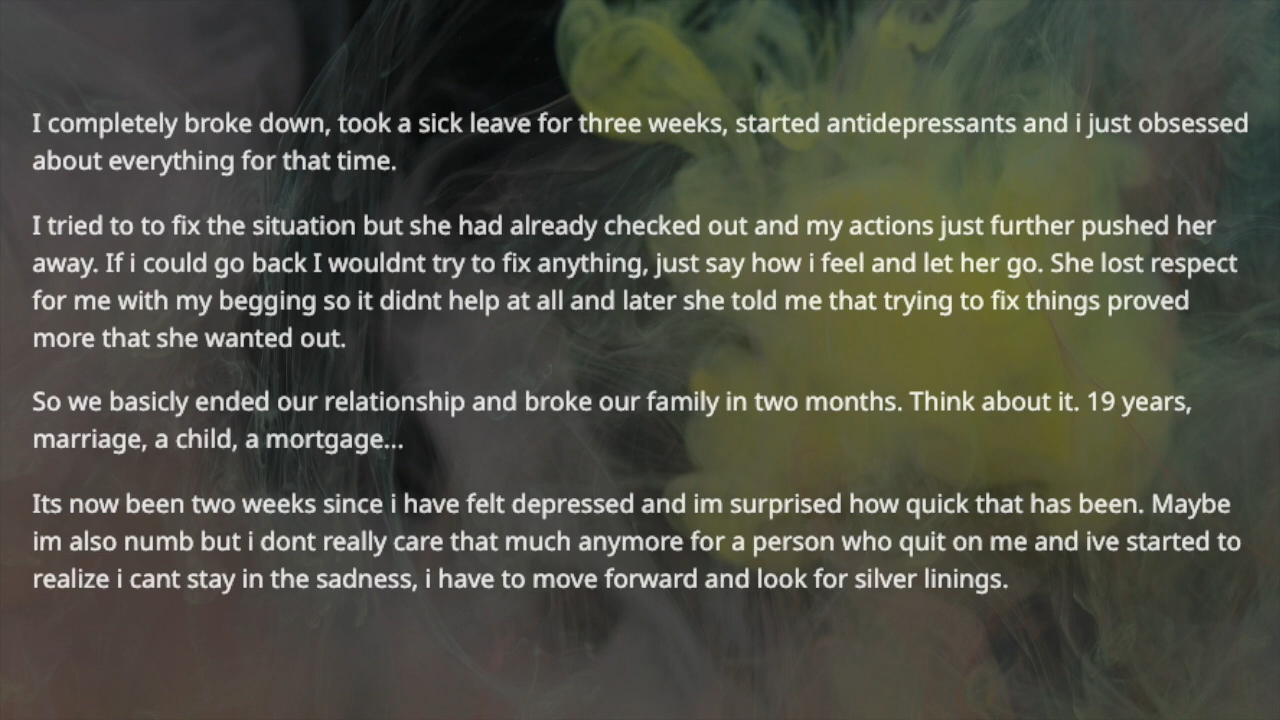 I completely broke down, took a sick leave for three weeks, started antidepressants and i just obsessed
about everything for that time.
I tried to to fix the situation but she had already checked out and my actions just further pushed her
away. If i could go back I wouldnt try to fix anything, just say how i feel and let her go. She lost respect
for me with my begging so it didnt help at all and later she told me that trying to fix things proved
more that she wanted out.
So we basicly ended our relationship and broke our family in two months. Think about it. 19 years,
marriage, a child, a mortgage...
Its now been two weeks since i have felt depressed and im surprised how quick that has been. Maybe
im also numb but i dont really care that much anymore for a person who quit on me and ive started to
realize i cant stay in the sadness, i have to move forward and look for silver linings.